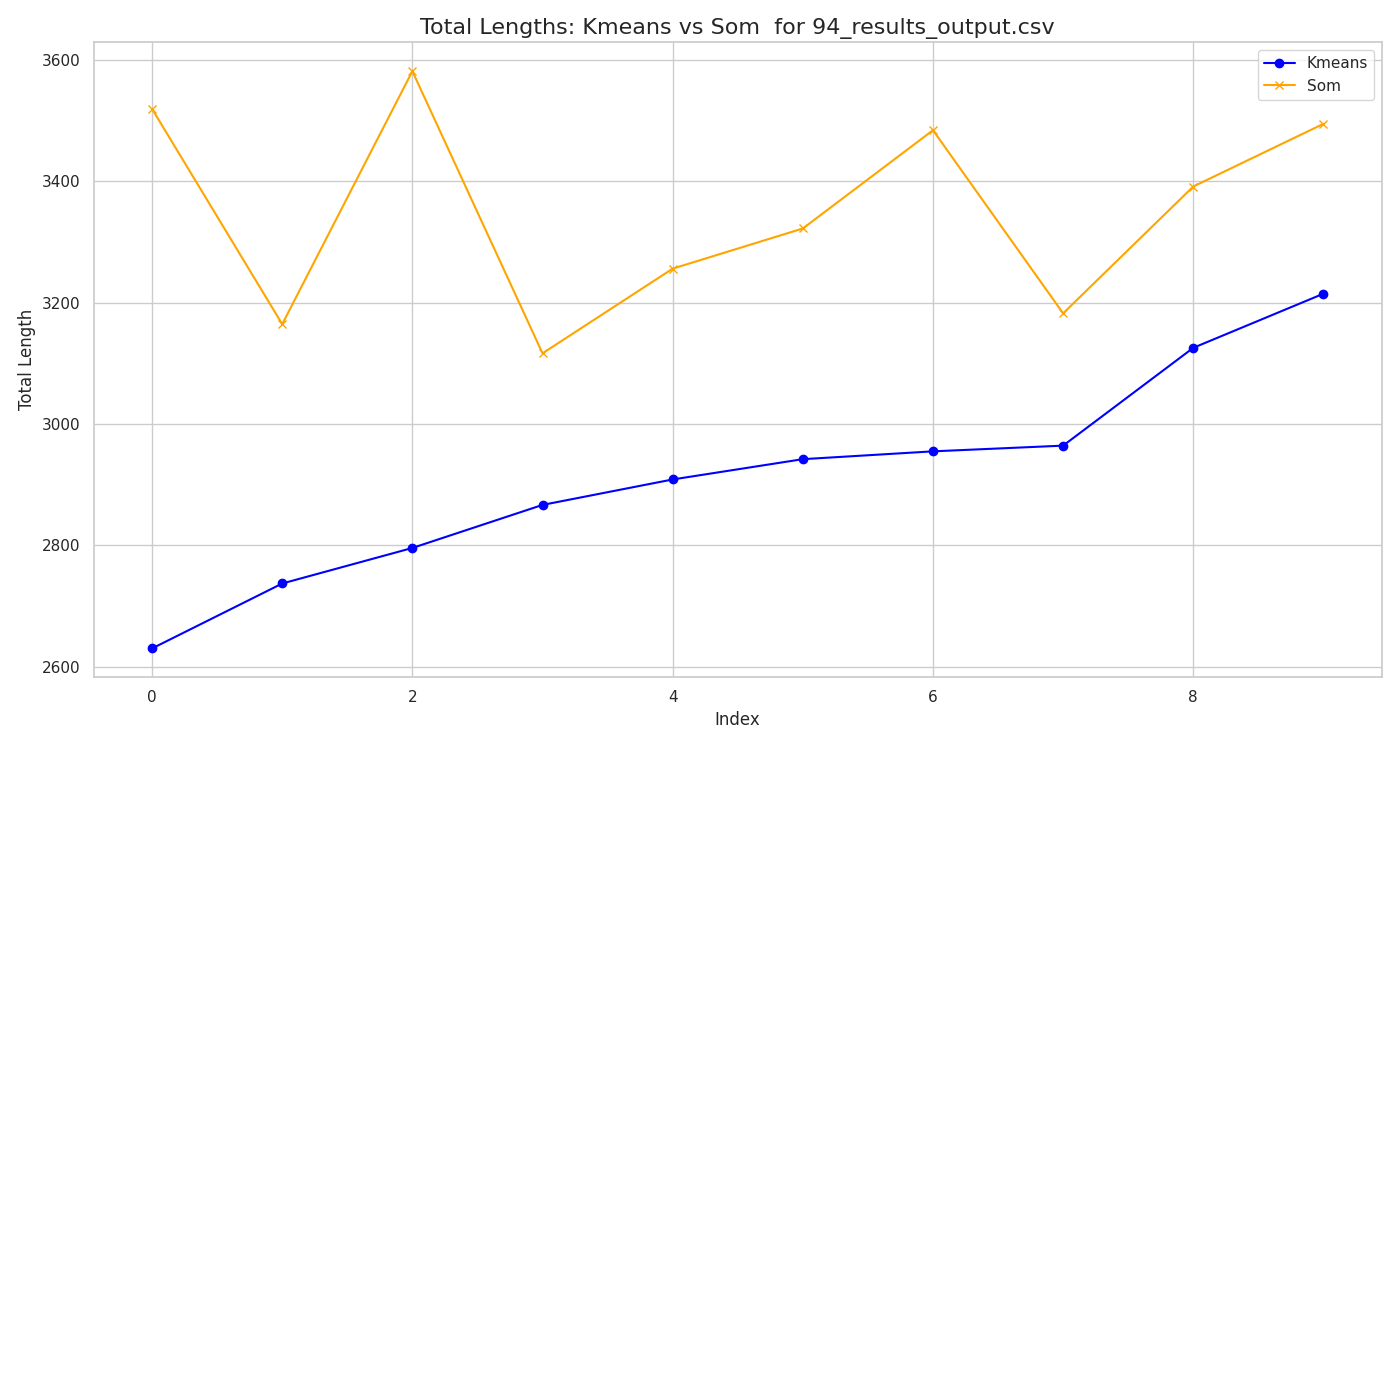 Total Lengths: Kmeans vs Som  for 94_results_output.csv
Kmeans
Som
3600
3400
3200
3000
2800
2600
Total Length
0 2 4 6 8
Index